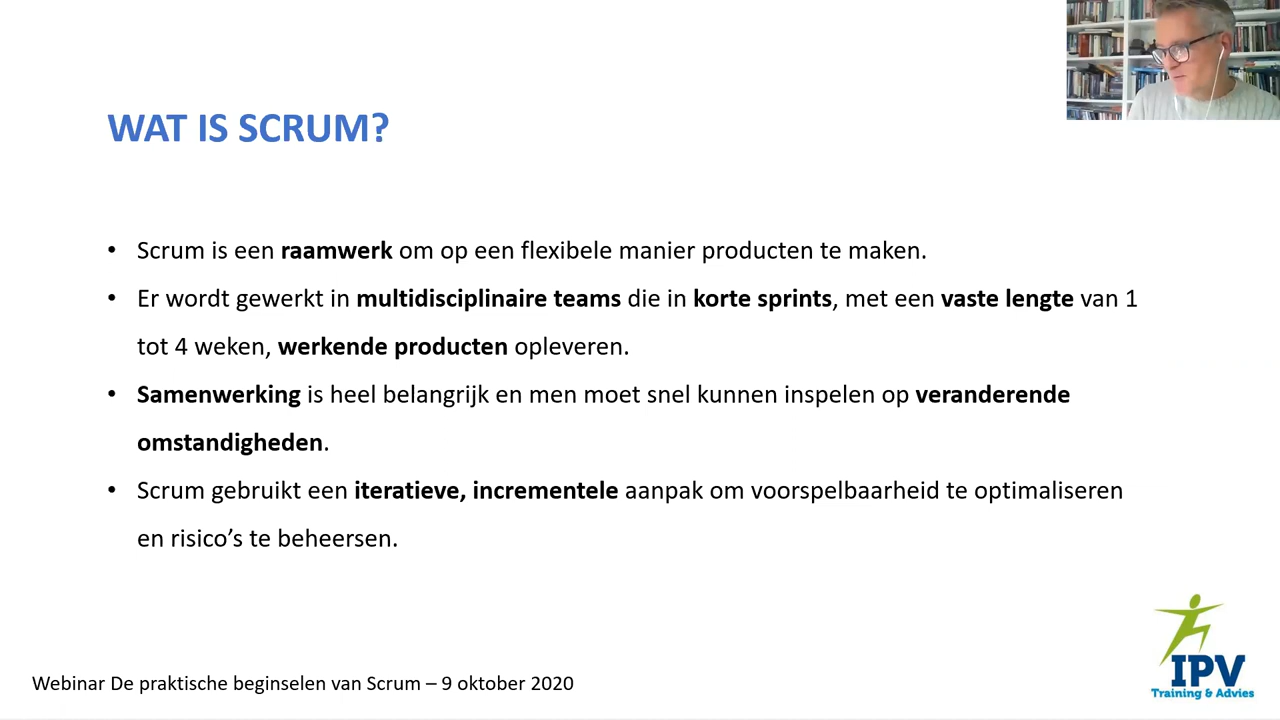 WAT IS SCRUM?
• Scrum is een raamwerk om op een flexibele manier producten te maken.
• Er wordt gewerkt in multidisciplinaire teams die in korte sprints, met een vaste lengte van 1
tot 4 weken, werkende producten opleveren.
• Samenwerking is heel belangrijk en men moet snel kunnen inspelen op veranderende
omstandigheden.
• Scrum gebruikt een iteratieve, incrementele aanpak om voorspelbaarheid te optimaliseren
en risico’s te beheersen.
Webinar De praktische beginselen van Scrum – 9 oktober 2020
IPV
Training & Advies